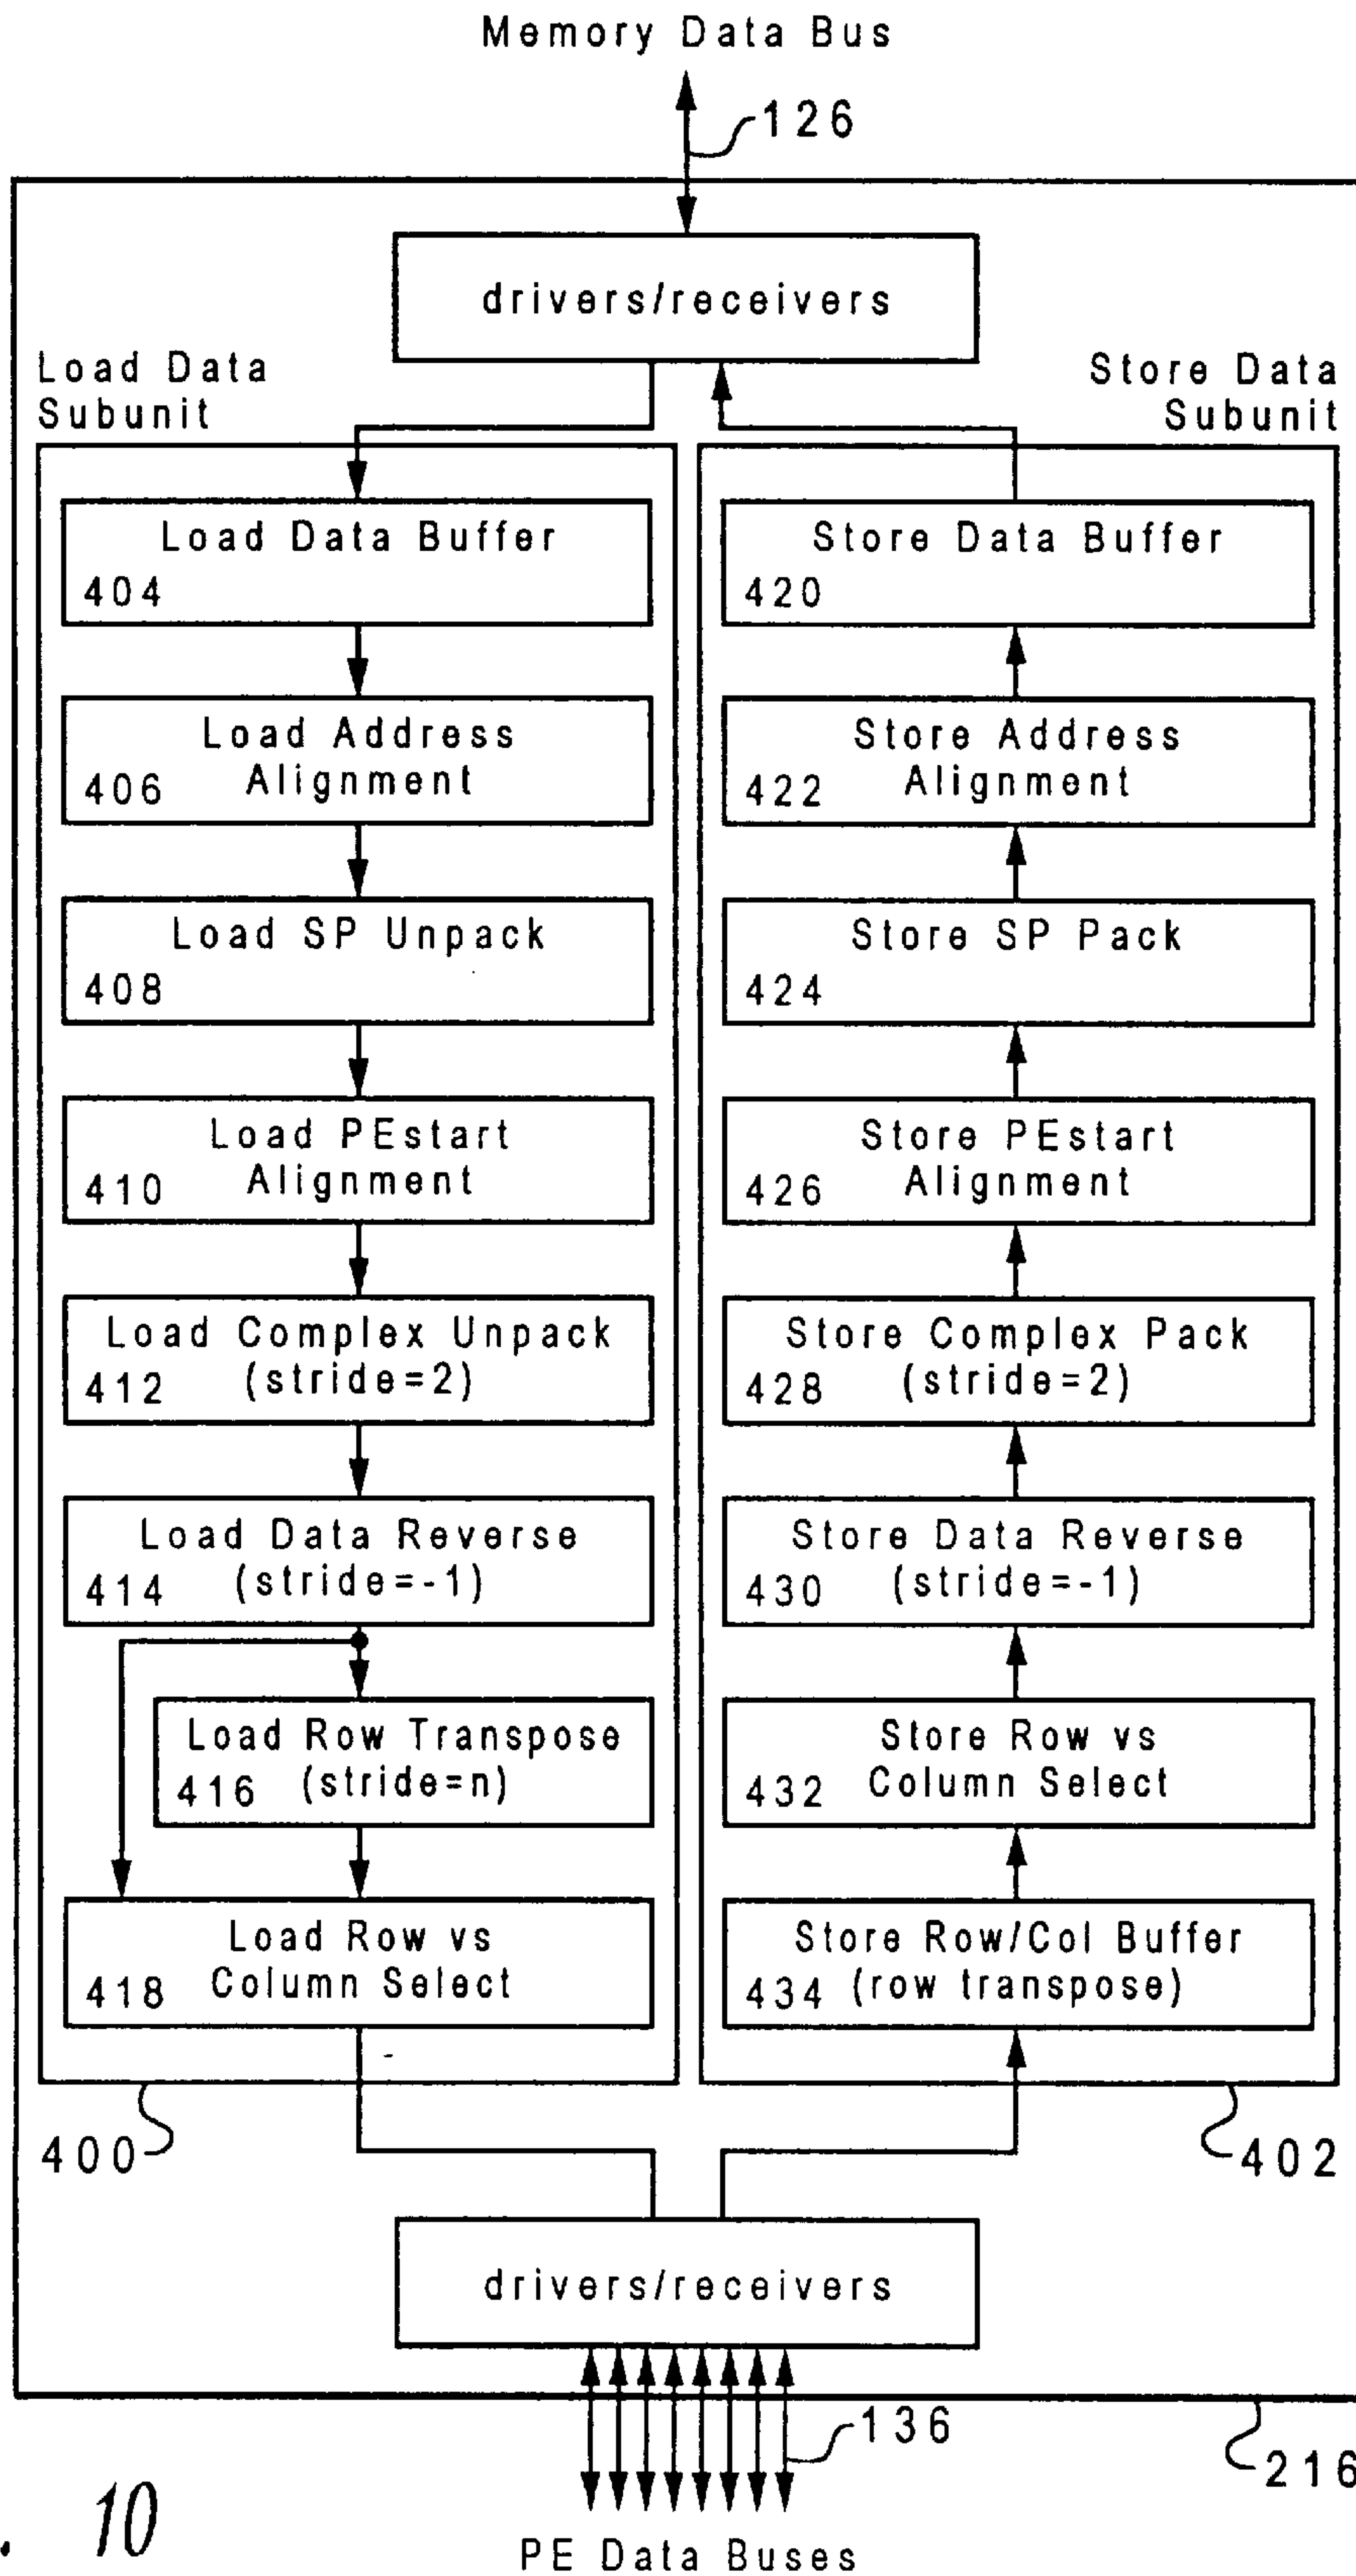 Memory Data Bus
126
drivers/receivers
Load Data
Subunit
Store Data
Subunit
Load Data Buffer
404
Load Address
Alignment
406
Load SP Unpack
408
Load PEstart
Alignment
410
Load Complex Unpack
(stride=2)
412
Load Data Reverse
(stride=-1)
414
Load Row Transpose
(stride=n)
416
Load Row vs
Column Select
418
Store Data Buffer
420
Store Address
Alignment
422
Store SP Pack
424
Store PEstart
Alignment
426
Store Complex Pack
(stride=2)
428
Store Data Reverse
(stride=-1)
430
Store Row vs
Column Select
432
Store Row/Col Buffer
(row transpose)
434
400
402
drivers/receivers
136
216
. 10
PE Data Buses